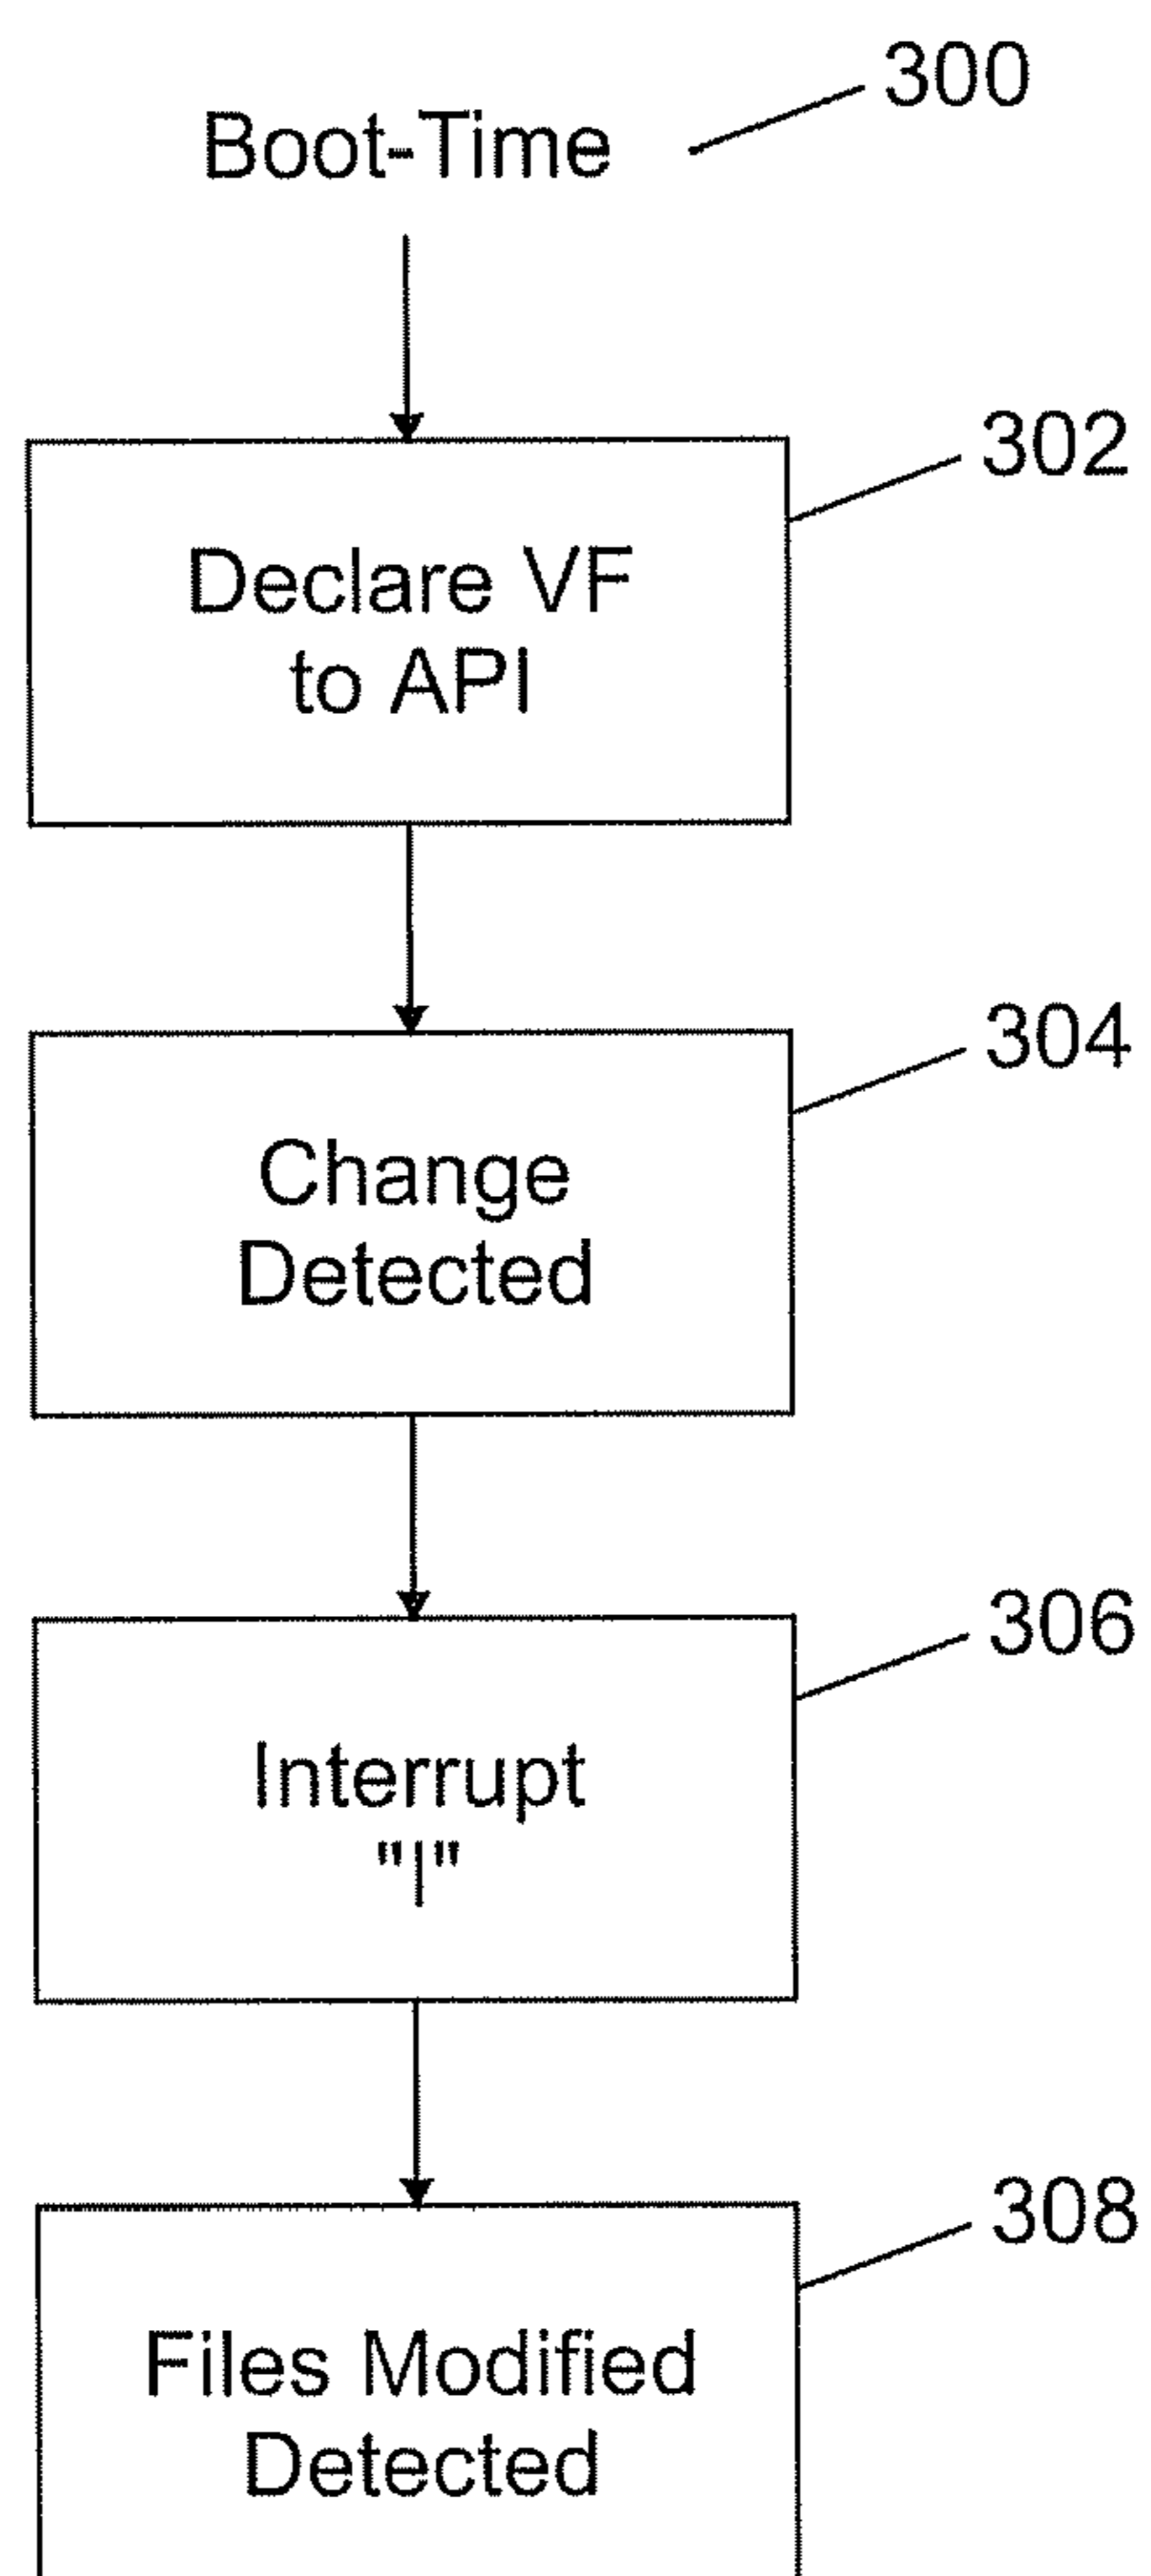 300
Boot-Time
302
Declare VF
to API
304
Change
Detected
306
Interrupt
"I"
308
Files Modified
Detected